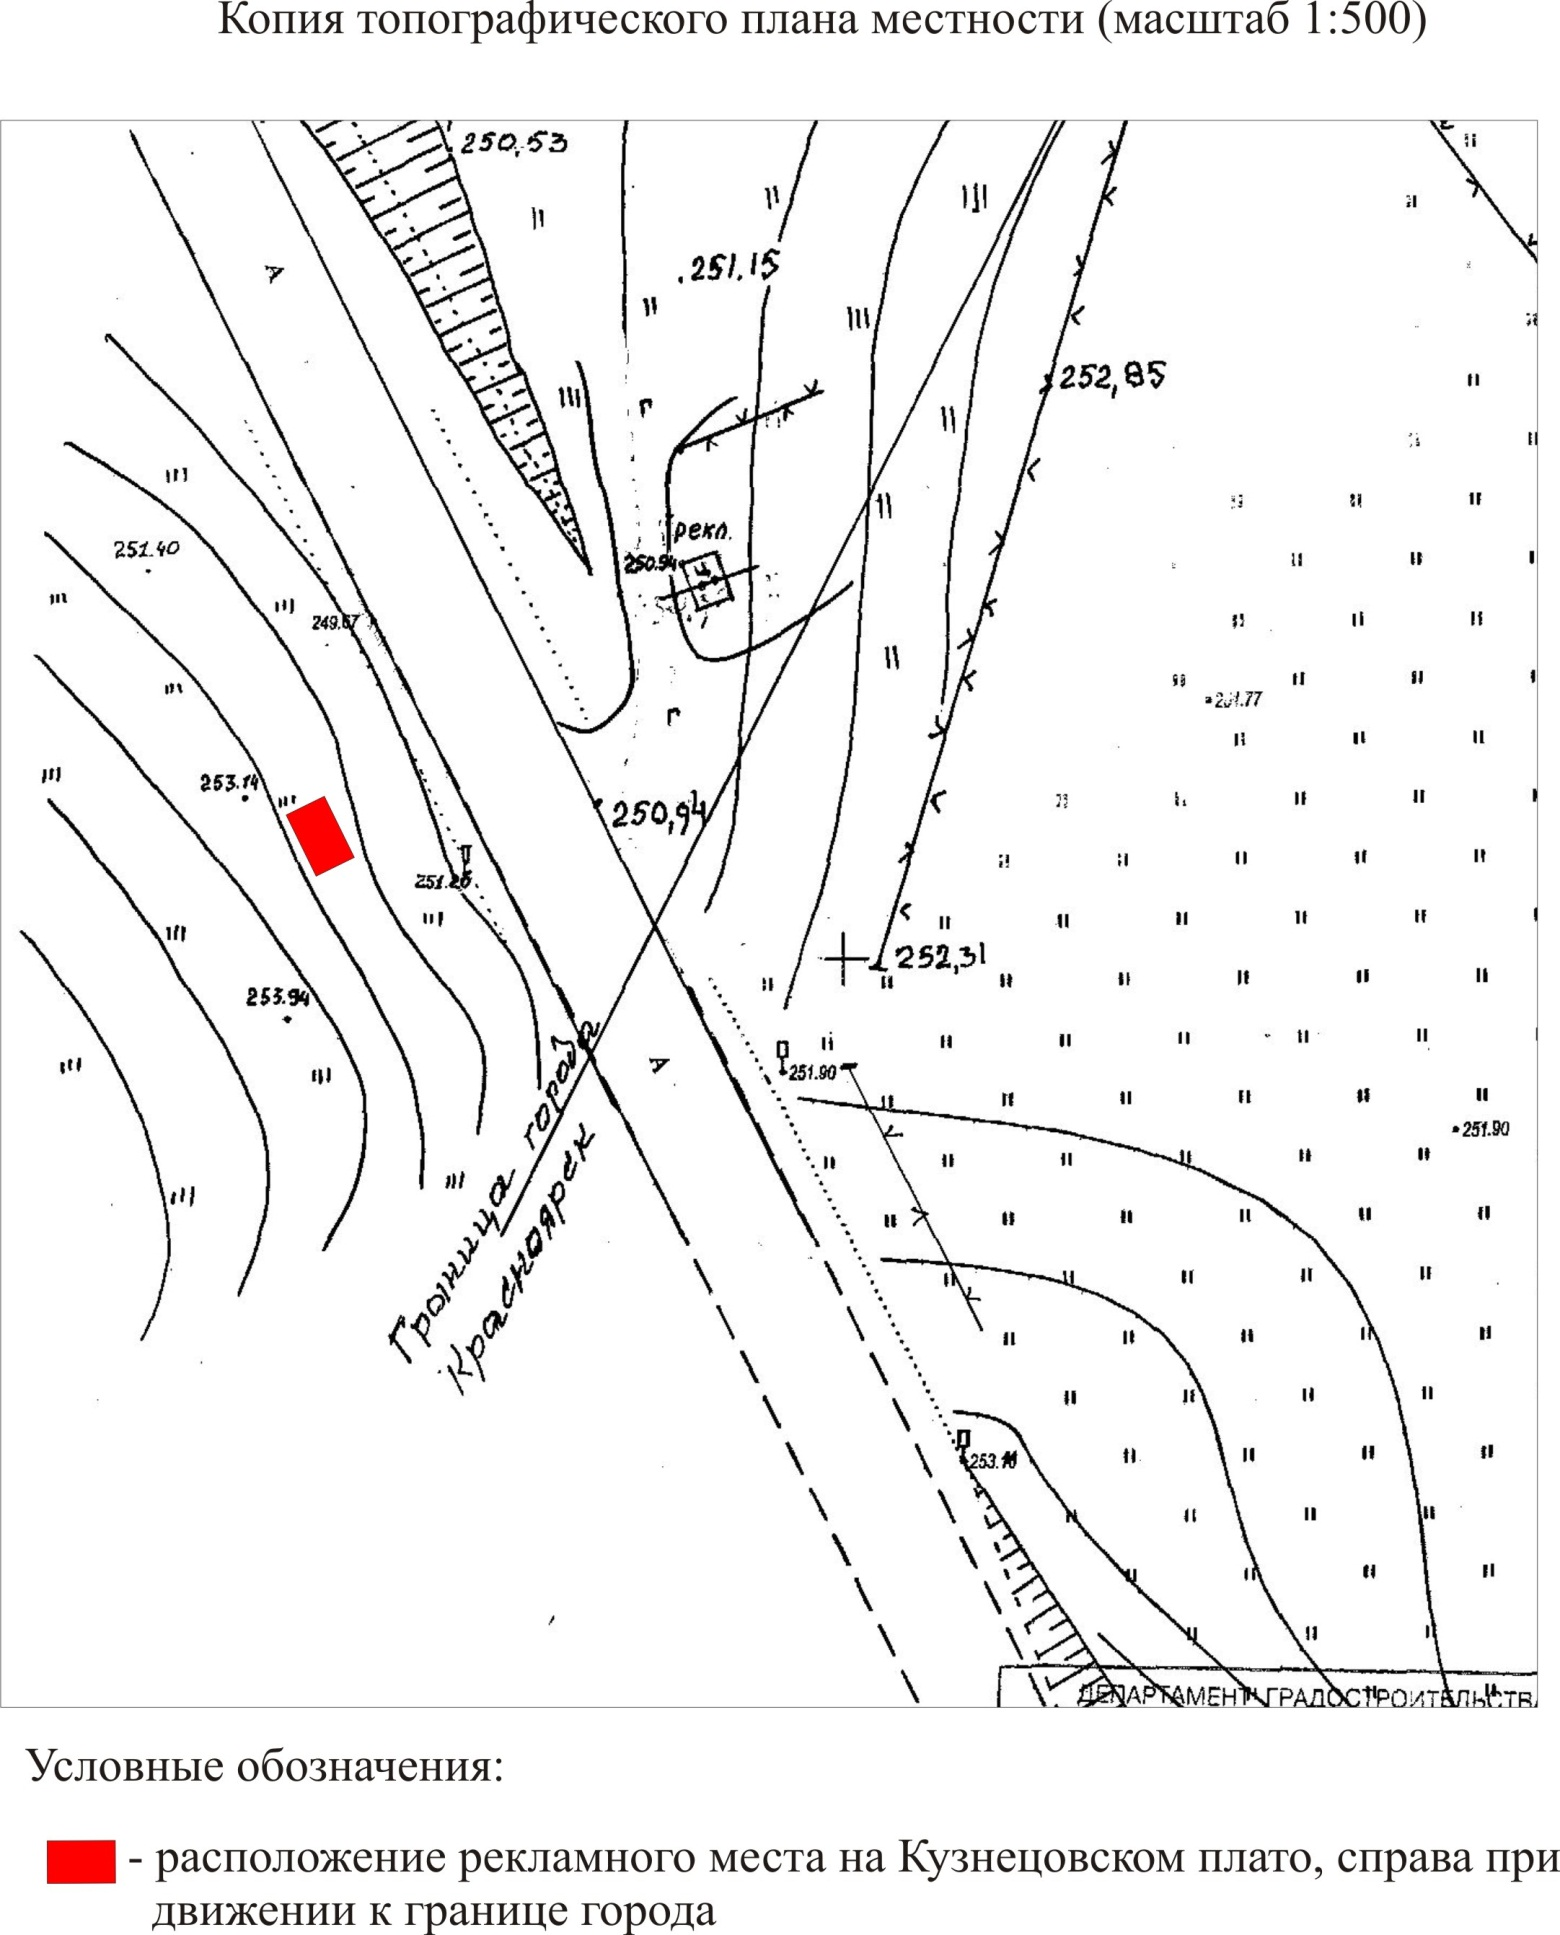 Копия топографического плана местности (масштаб 1:500)
250,53
А
.251,15
252,85
251.40
рекл.
250.94
г
249.67
г
253.14
250,94
251.26
252,31
253.94
А
251.90
251.90
Граница города
Красноярск
ДЕПАРТАМЕНТ ГРАДОСТРОИТЕЛЬСТВА
Условные обозначения:
- расположение рекламного места на Кузнецовском плато, справа при
движении к границе города